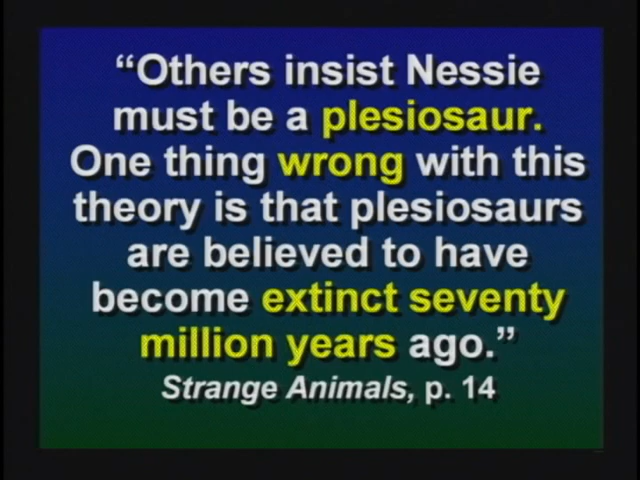 “Others insist Nessie
must be a plesiosaur.
One thing wrong with this
theory is that plesiosaurs
are believed to have
become extinct seventy
million years ago.”
Strange Animals, p. 14